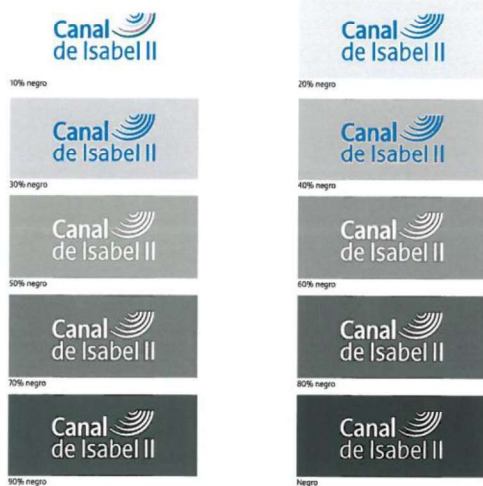 Canal
de Isabel II
10% negro
Canal
de Isabel II
20% negro
Canal
de Isabel II
30% negro
Canal
de Isabel II
40% negro
Canal
de Isabel II
50% negro
Canal
de Isabel II
60% negro
Canal
de Isabel II
70% negro
Canal
de Isabel II
80% negro
Canal
de Isabel II
90% negro
Canal
de Isabel II
Negro